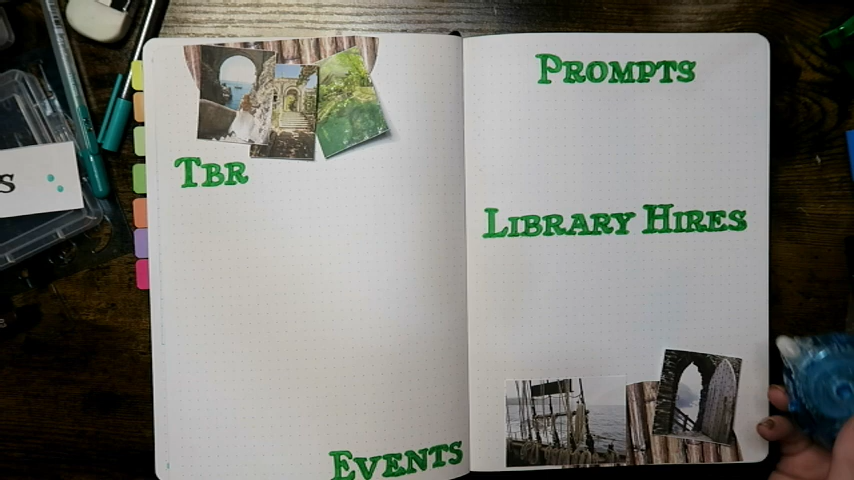 S
TBR
EVENTS
PROMPTS
LIBRARY HIRES